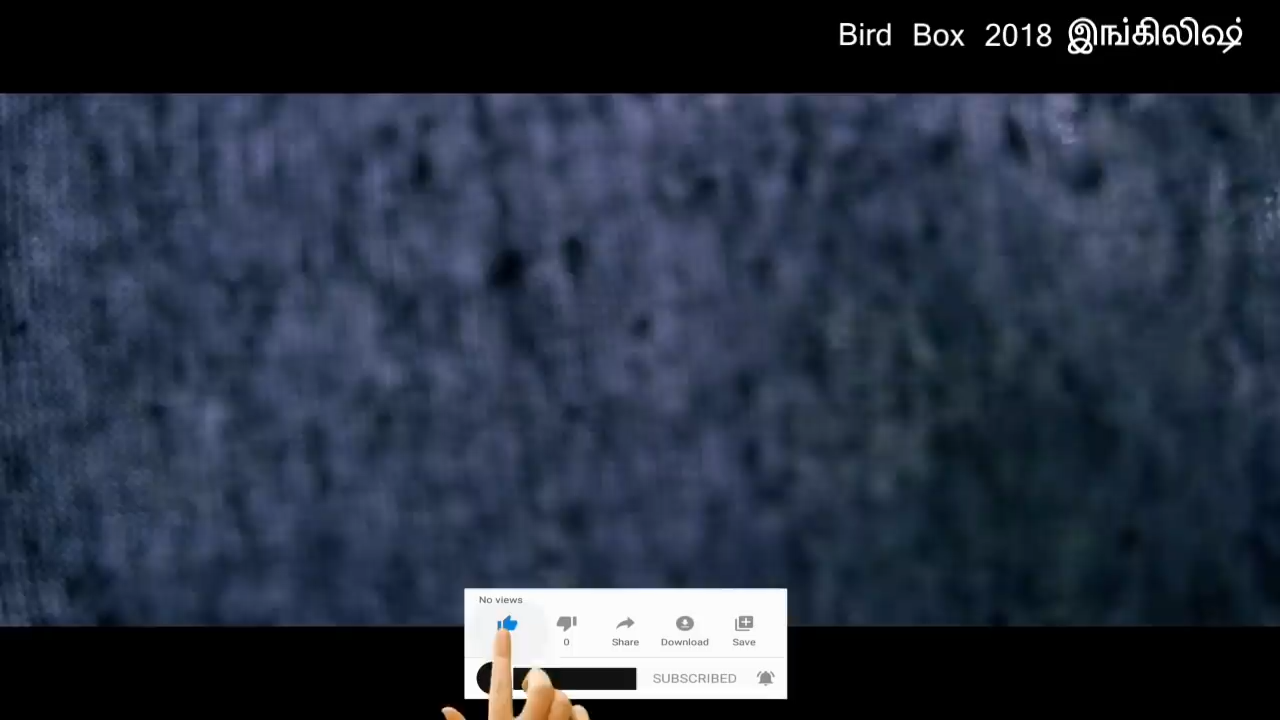 Bird Box 2018 இங்கிலிஷ்
No views
0 Share Download Save
SUBSCRIBED